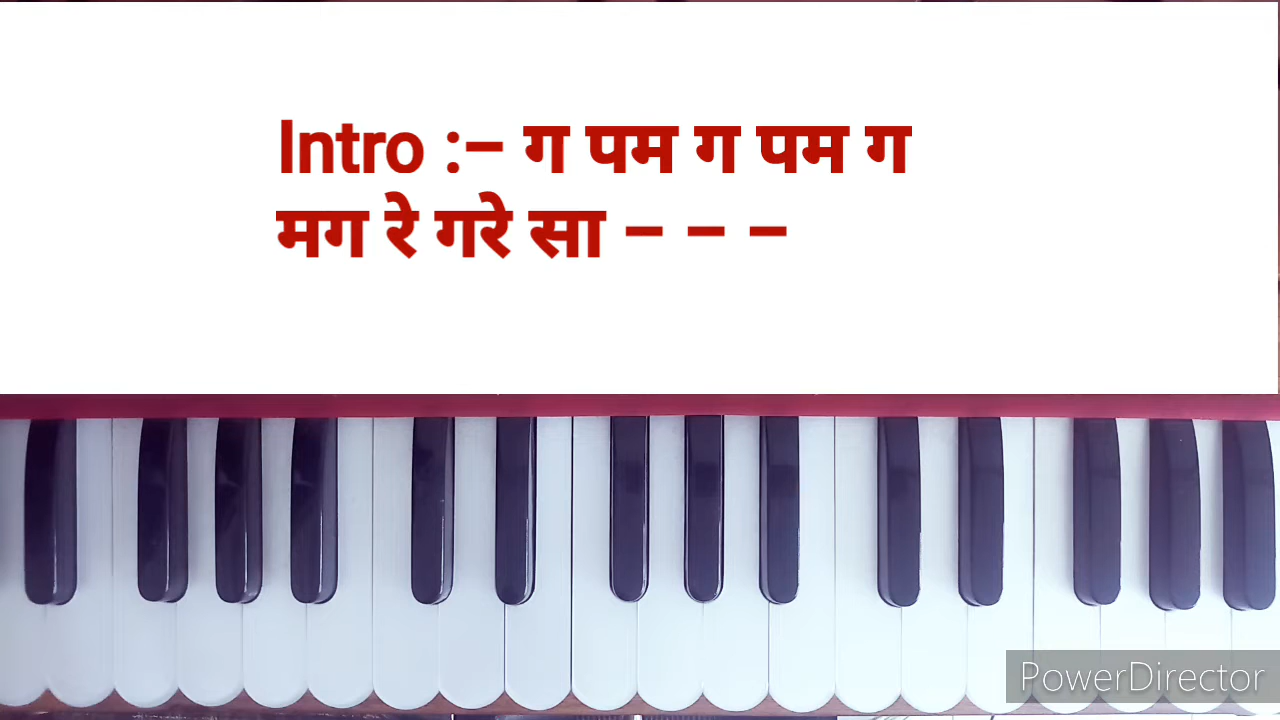 Intro :– ग पम ग पम ग
मग रे गरे सा – – –
PowerDirector